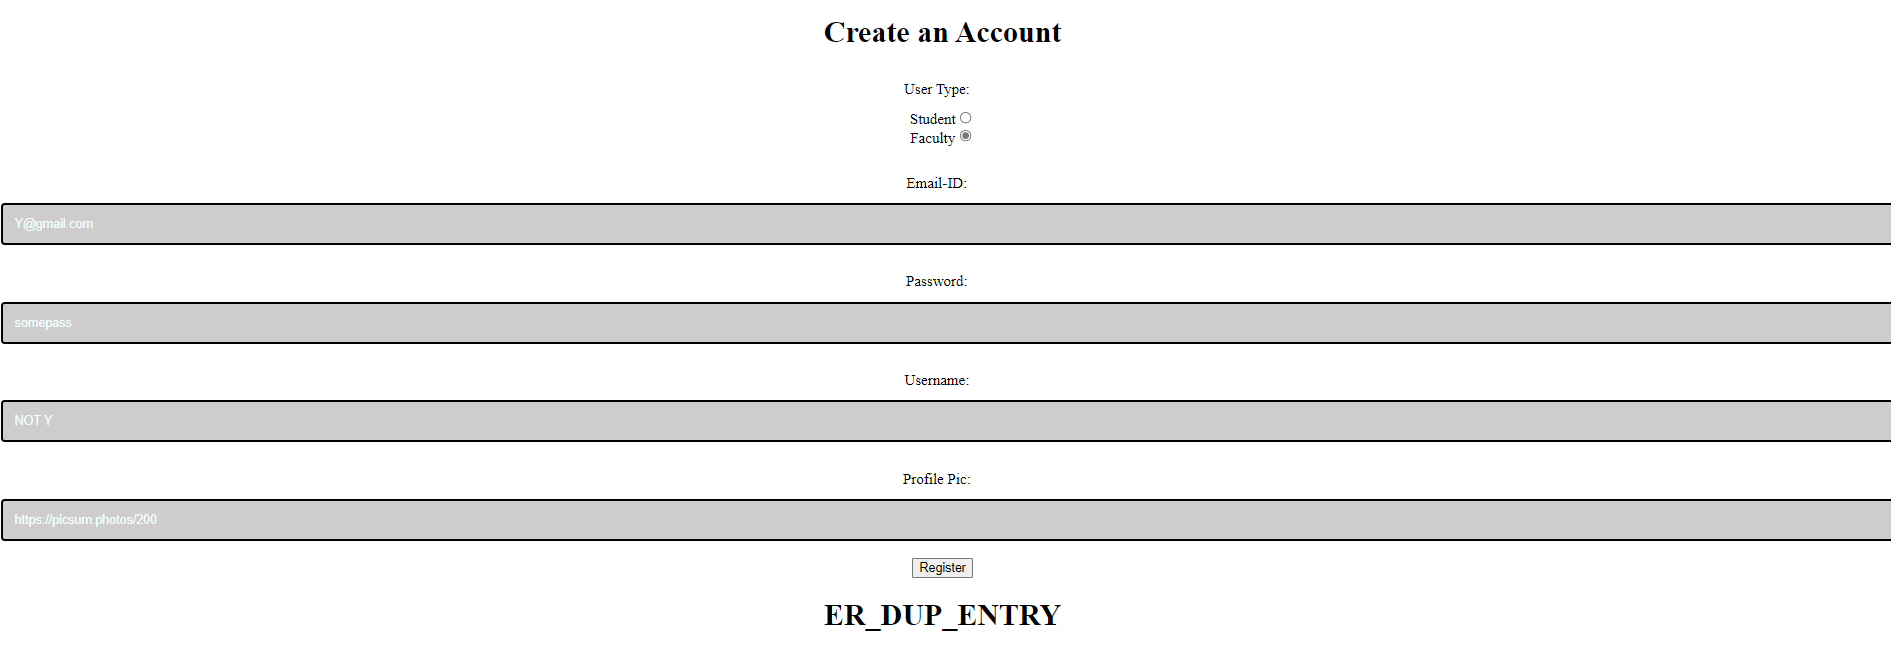 Create an Account
User Type:
Student
Faculty
Email-ID:
Y@gmail.com
Password:
somepass
Username:
NOT Y
Profile Pic:
https://picsum.photos/200
Register
ER_DUP_ENTRY